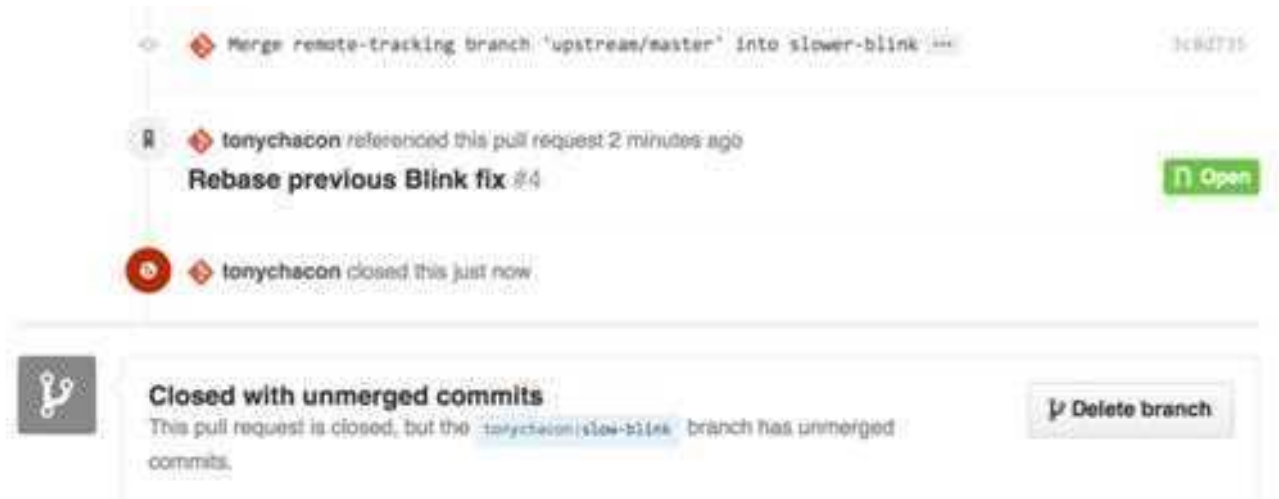 Merge remote-tracking branch 'upstream/master' into slower-blink ...
tonychacon referenced this pull request 2 minutes ago
Rebase previous Blink fix #4
Open
tonychacon closed this just now
Closed with unmerged commits
Delete branch
This pull request is closed, but the tonychacon:slow-blink branch has unmerged
commits.